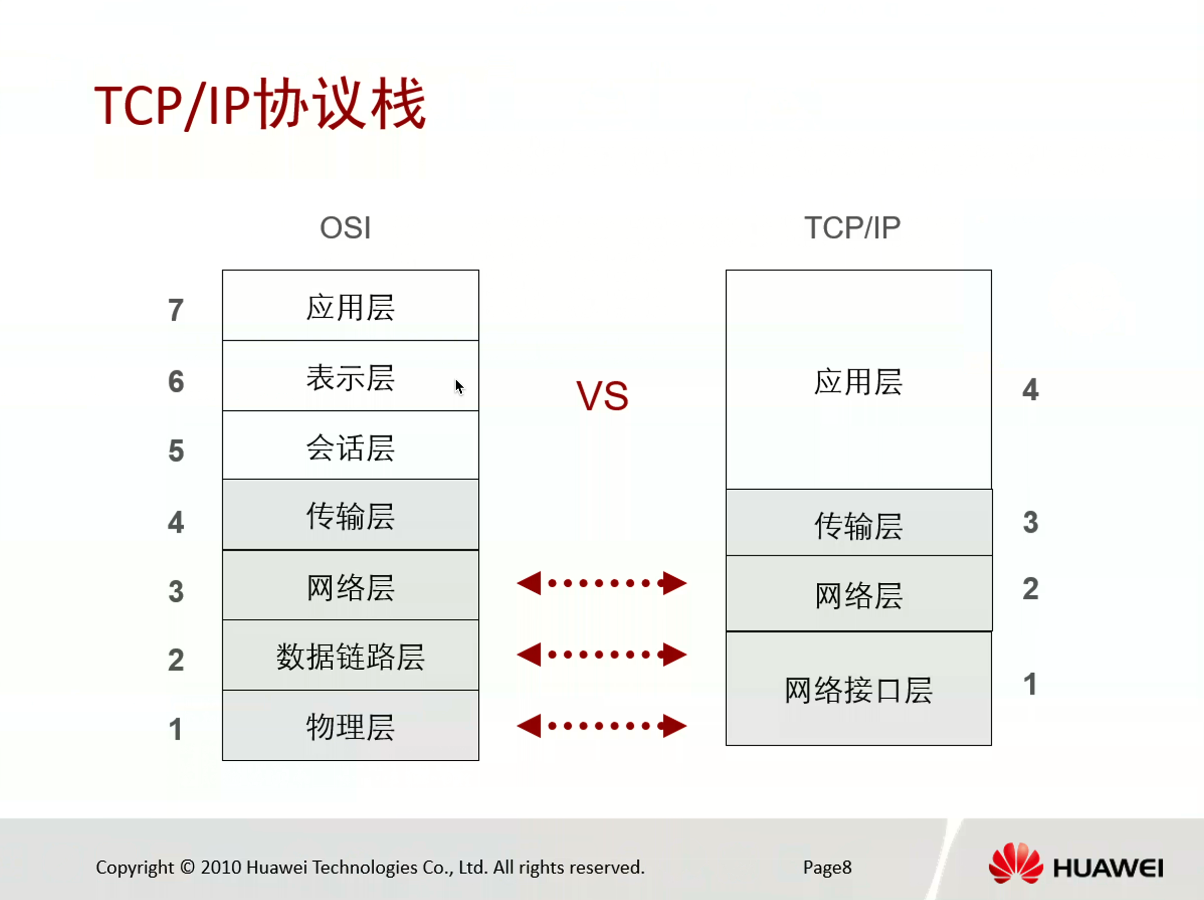 TCP/IP协议栈
OSI
TCP/IP
7
应用层
6
表示层
5
会话层
4
传输层
3
网络层
2
数据链路层
1
物理层
VS
应用层
4
传输层
3
网络层
2
网络接口层
1
Copyright © 2010 Huawei Technologies Co., Ltd. All rights reserved.
Page8
HUAWEI